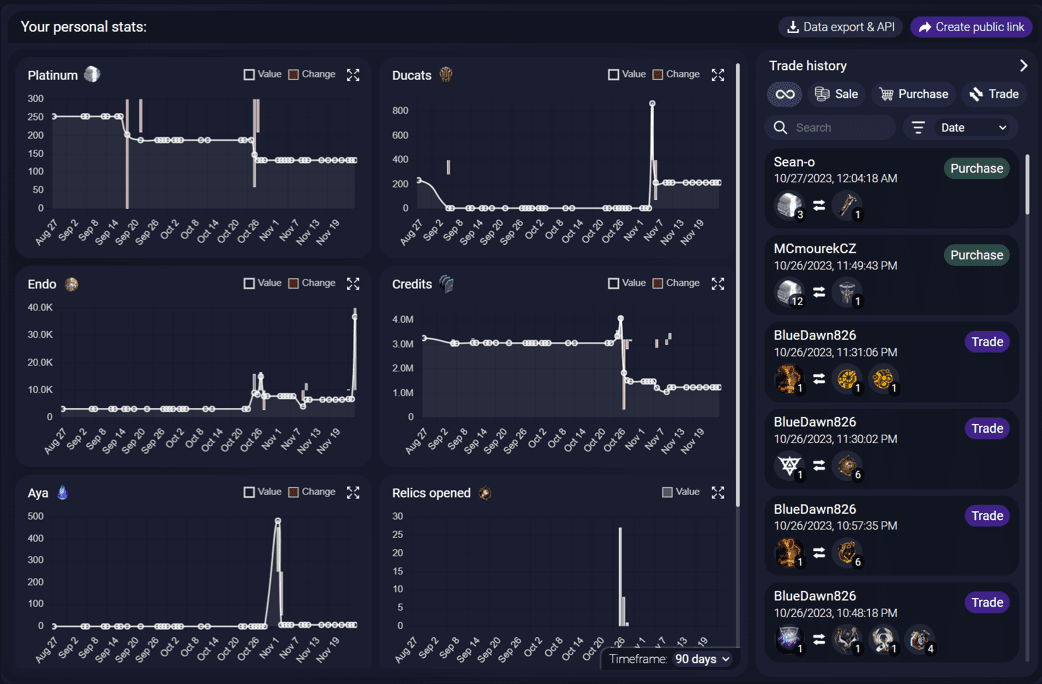 Your personal stats:
Data export & API
Create public link
Platinum
Value
Change
300
250
200
150
100
50
0
Aug 27
Sep 2
Sep 8
Sep 14
Sep 20
Sep 26
Oct 2
Oct 8
Oct 14
Oct 20
Oct 26
Nov 1
Nov 7
Nov 13
Nov 19
Ducats
Value
Change
800
600
400
200
0
Aug 27
Sep 2
Sep 8
Sep 14
Sep 20
Sep 26
Oct 2
Oct 8
Oct 14
Oct 20
Oct 26
Nov 1
Nov 7
Nov 13
Nov 19
Endo
Value
Change
40.0K
30.0K
20.0K
10.0K
0
Aug 27
Sep 2
Sep 8
Sep 14
Sep 20
Sep 26
Oct 2
Oct 8
Oct 14
Oct 20
Oct 26
Nov 1
Nov 7
Nov 13
Nov 19
Credits
Value
Change
4.0M
3.0M
2.0M
1.0M
0
Aug 27
Sep 2
Sep 8
Sep 14
Sep 20
Sep 26
Oct 2
Oct 8
Oct 14
Oct 20
Oct 26
Nov 1
Nov 7
Nov 13
Nov 19
Aya
Value
Change
500
400
300
200
100
0
Aug 27
Sep 2
Sep 8
Sep 14
Sep 20
Sep 26
Oct 2
Oct 8
Oct 14
Oct 20
Oct 26
Nov 1
Nov 7
Nov 13
Nov 19
Relics opened
Value
30
25
20
15
10
5
0
Aug 27
Sep 2
Sep 8
Sep 14
Sep 20
Sep 26
Oct 2
Oct 8
Oct 14
Oct 20
Timeframe: 90 days
Trade history
Sale
Purchase
Trade
Search
Date
Sean-o
Purchase
10/27/2023, 12:04:18 AM
3
1
MCmourekCZ
Purchase
10/26/2023, 11:49:43 PM
12
1
BlueDawn826
Trade
10/26/2023, 11:31:06 PM
1
1
1
BlueDawn826
Trade
10/26/2023, 11:30:02 PM
1
6
BlueDawn826
Trade
10/26/2023, 10:57:35 PM
1
6
BlueDawn826
Trade
10/26/2023, 10:48:18 PM
1
1
1
4